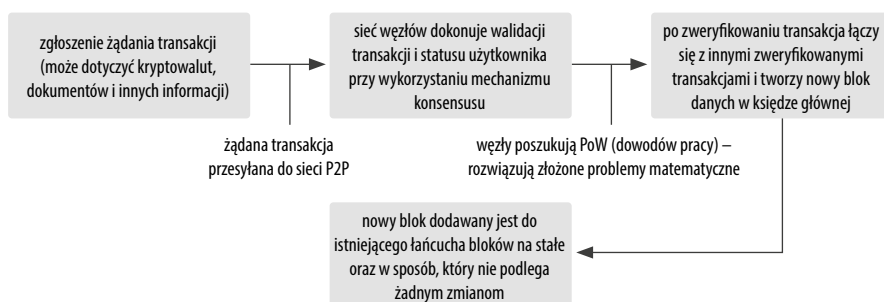 zgłoszenie żądania transakcji
(może dotyczyć kryptowalut,
dokumentów i innych informacji)
żądana transakcja
przesyłana do sieci P2P
sieć węzłów dokonuje walidacji
transakcji i statusu użytkownika
przy wykorzystaniu mechanizmu
konsensusu
węzły poszukują PoW (dowodów pracy) –
rozwiązują złożone problemy matematyczne
po zweryfikowaniu transakcja łączy
się z innymi zweryfikowanymi
transakcjami i tworzy nowy blok
danych w księdze głównej
nowy blok dodawany jest do
istniejącego łańcucha bloków na stałe
oraz w sposób, który nie podlega
żadnym zmianom